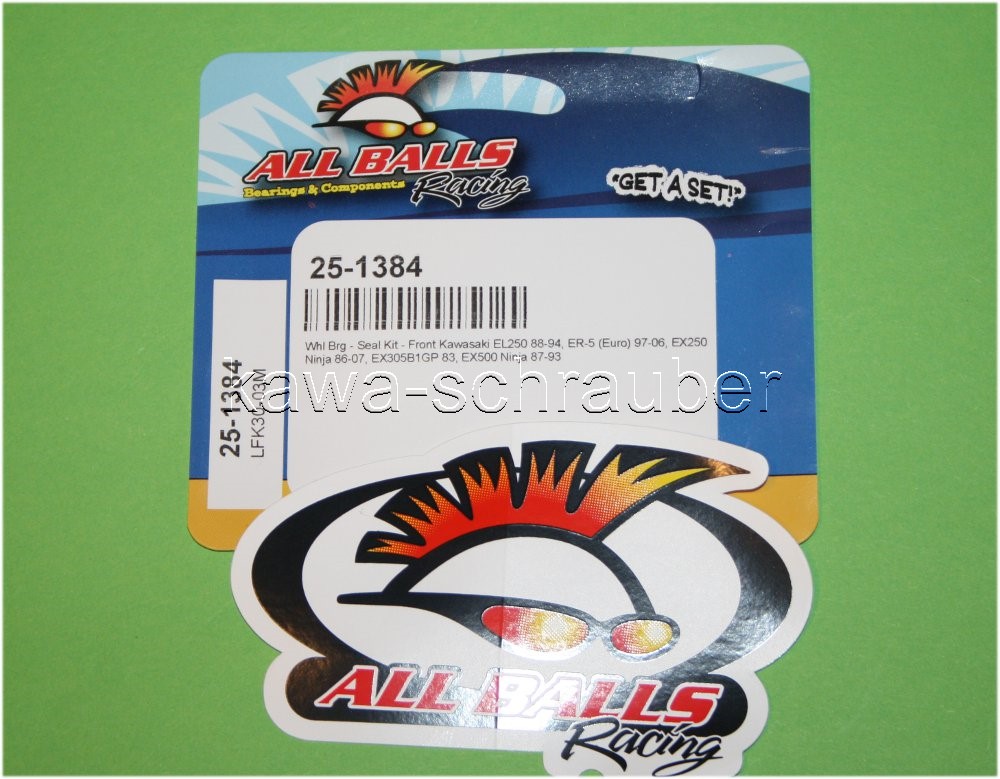 ALL BALLS
Bearings & Components
Racing
"GET A SET!"
25-1384
Whl Brg - Seal Kit - Front Kawasaki EL250 88-94, ER-5 (Euro) 97-06, EX250
Ninja 86-07, EX305B1GP 83, EX500 Ninja 87-93
25-1384
LFK30-03M
kawa-schrauber
ALL BALLS
Racing